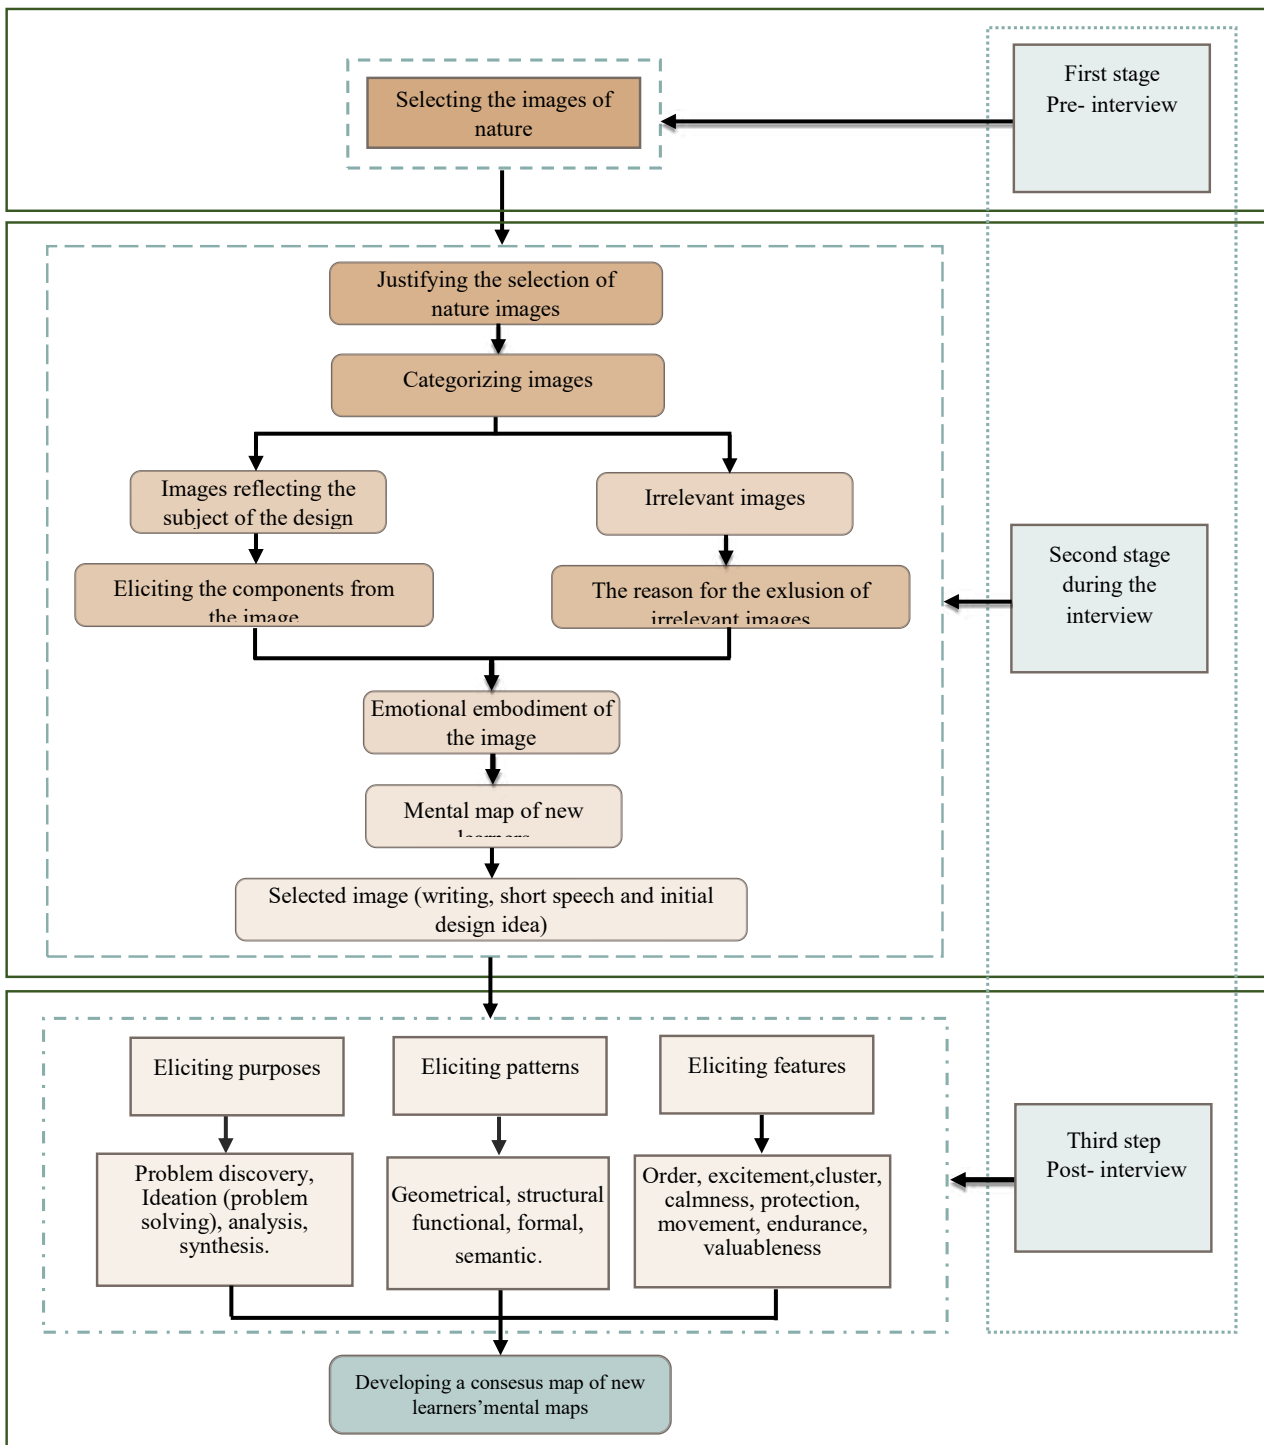 Selecting the images of
nature
First stage
Pre- interview
Justifying the selection of
nature images
Categorizing images
Images reflecting the
subject of the design
Irrelevant images
Eliciting the components from
the image
The reason for the exlusion of
irrelevant images
Second stage
during the
interview
Emotional embodiment of
the image
Mental map of new
Selected image (writing, short speech and initial
design idea)
Eliciting purposes
Eliciting patterns
Eliciting features
Problem discovery,
Ideation (problem
solving), analysis,
synthesis.
Geometrical, structural
functional, formal,
semantic.
Order, excitement,cluster,
calmness, protection,
movement, endurance,
valuableness
Third step
Post- interview
Developing a consesus map of new
learners’mental maps